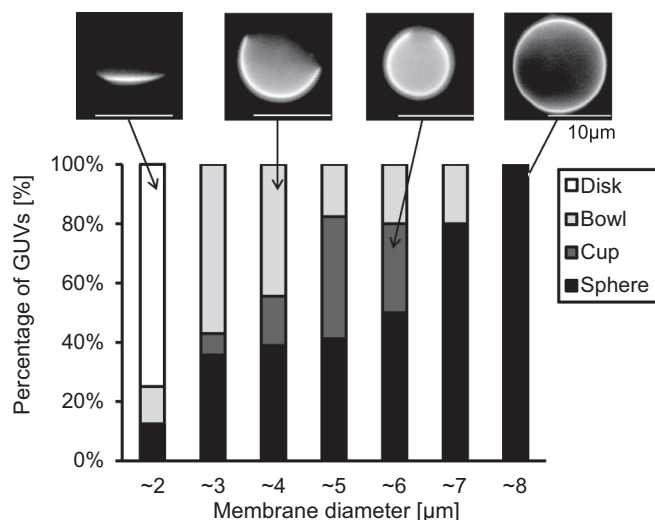 10μm
Percentage of GUVs [%]
100%
80%
60%
40%
20%
0%
Disk
Bowl
Cup
Sphere
~2 ~3 ~4 ~5 ~6 ~7 ~8
Membrane diameter [μm]